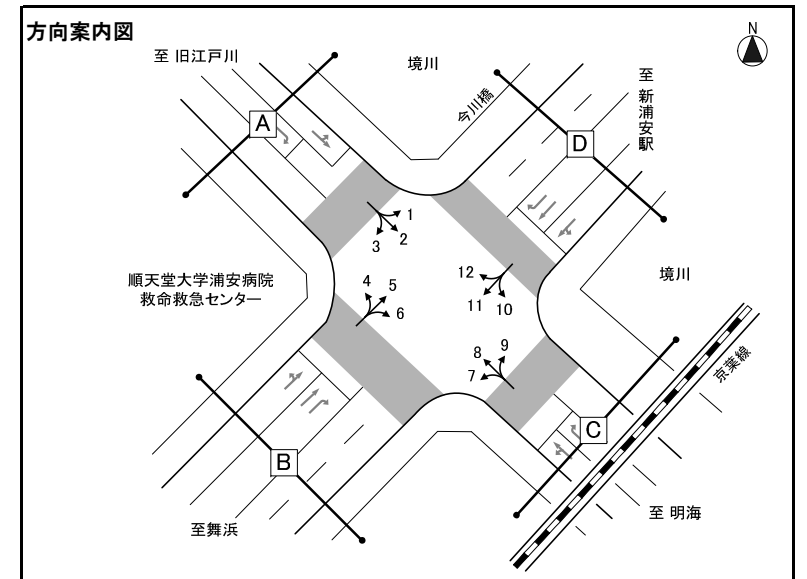 方向案内図
N
至 旧江戸川
境川
今川橋
至 新浦安駅
A
D
1
2
3
4
5
6
12
11
10
順天堂大学浦安病院
救命救急センター
境川
8
9
7
京葉線
C
B
至舞浜
至 明海